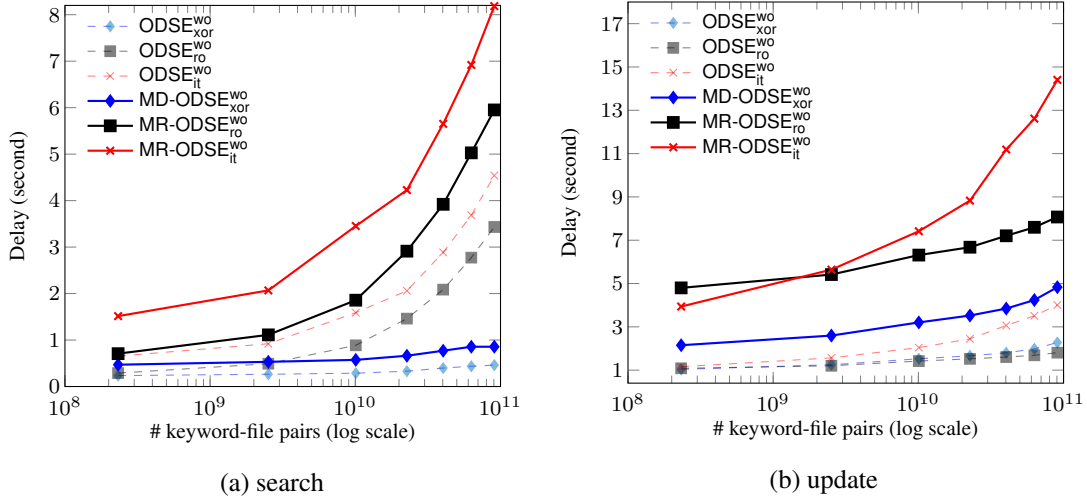 8
7
6
5
4
3
2
1
0
Delay (second)
ODSE^wo_xor
ODSE^wo_ro
ODSE^wo_it
MD-ODSE^wo_xor
MR-ODSE^wo_ro
MR-ODSE^wo_it
10^8 10^9 10^10 10^11
# keyword-file pairs (log scale)
(a) search
17
15
13
11
9
7
5
3
1
Delay (second)
ODSE^wo_xor
ODSE^wo_ro
ODSE^wo_it
MD-ODSE^wo_xor
MR-ODSE^wo_ro
MR-ODSE^wo_it
10^8 10^9 10^10 10^11
# keyword-file pairs (log scale)
(b) update